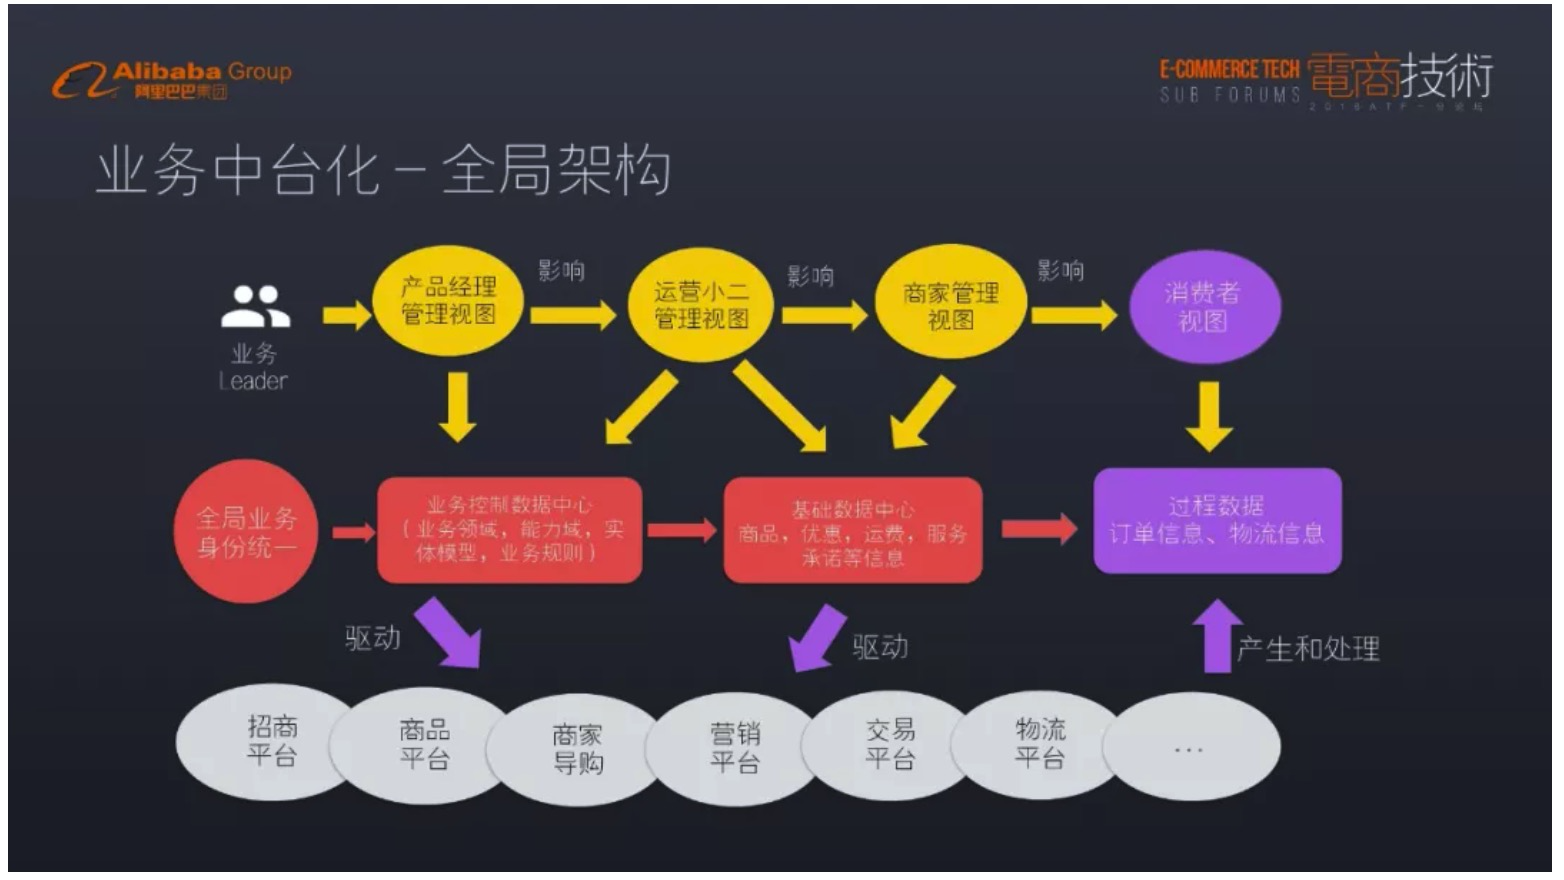 Alibaba Group
阿里巴巴集团
E-COMMERCE TECH
SUB FORUMS
電商技術
业务中台化 – 全局架构
业务
Leader
产品经理
管理视图
影响
运营小二
管理视图
影响
商家管理
视图
影响
消费者
视图
全局业务
身份统一
业务控制数据中心
(业务领域，能力域，实
体模型，业务规则)
基础数据中心
商品，优惠，运费，服务
承诺等信息
过程数据
订单信息、物流信息
驱动
驱动
产生和处理
招商
平台
商品
平台
商家
导购
营销
平台
交易
平台
物流
平台
...